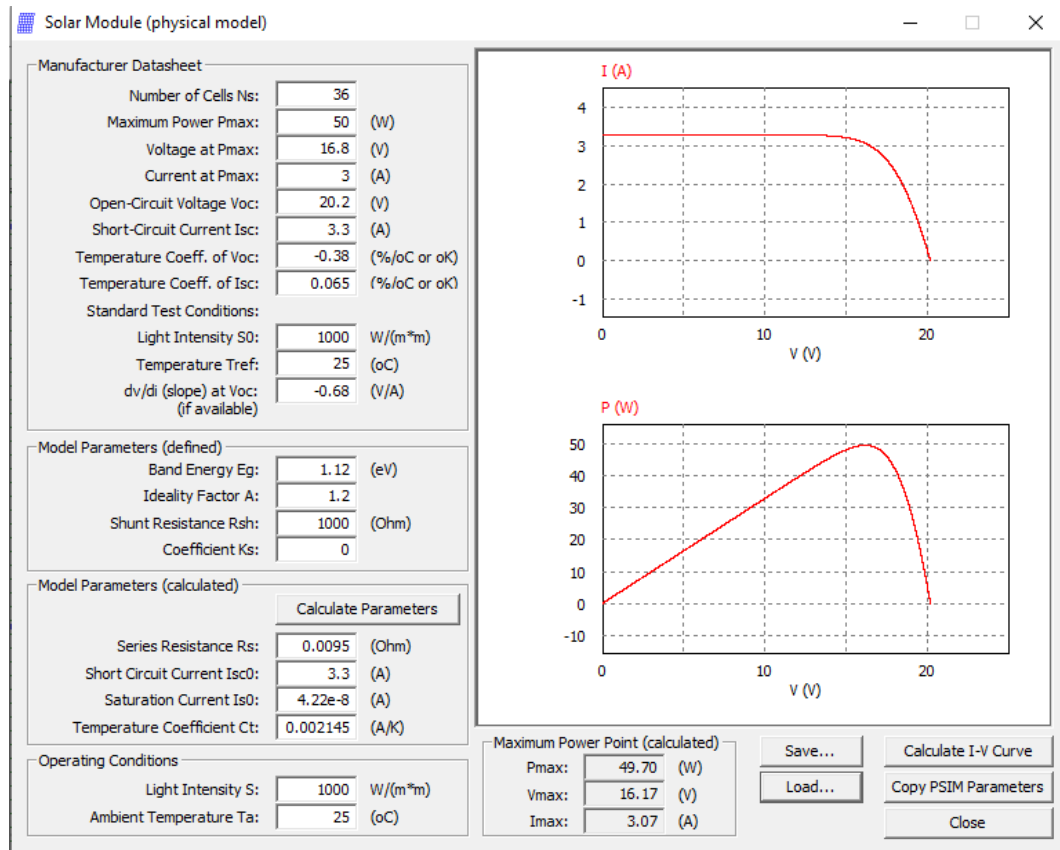 Solar Module (physical model)
Manufacturer Datasheet
Number of Cells Ns: 36
Maximum Power Pmax: 50 (W)
Voltage at Pmax: 16.8 (V)
Current at Pmax: 3 (A)
Open-Circuit Voltage Voc: 20.2 (V)
Short-Circuit Current Isc: 3.3 (A)
Temperature Coeff. of Voc: -0.38 (%/oC or oK)
Temperature Coeff. of Isc: 0.065 (%/oC or oK)
Standard Test Conditions:
Light Intensity S0: 1000 W/(m*m)
Temperature Tref: 25 (oC)
dv/di (slope) at Voc: -0.68 (V/A)
(if available)
Model Parameters (defined)
Band Energy Eg: 1.12 (eV)
Ideality Factor A: 1.2
Shunt Resistance Rsh: 1000 (Ohm)
Coefficient Ks: 0
Model Parameters (calculated)
Calculate Parameters
Series Resistance Rs: 0.0095 (Ohm)
Short Circuit Current Isc0: 3.3 (A)
Saturation Current Is0: 4.22e-8 (A)
Temperature Coefficient Ct: 0.002145 (A/K)
Operating Conditions
Light Intensity S: 1000 W/(m*m)
Ambient Temperature Ta: 25 (oC)
I (A)
4
3
2
1
0
-1
0 10 20
V (V)
P (W)
50
40
30
20
10
0
-10
0 10 20
V (V)
Maximum Power Point (calculated)
Pmax: 49.70 (W)
Vmax: 16.17 (V)
Imax: 3.07 (A)
Save...
Load...
Calculate I-V Curve
Copy PSIM Parameters
Close